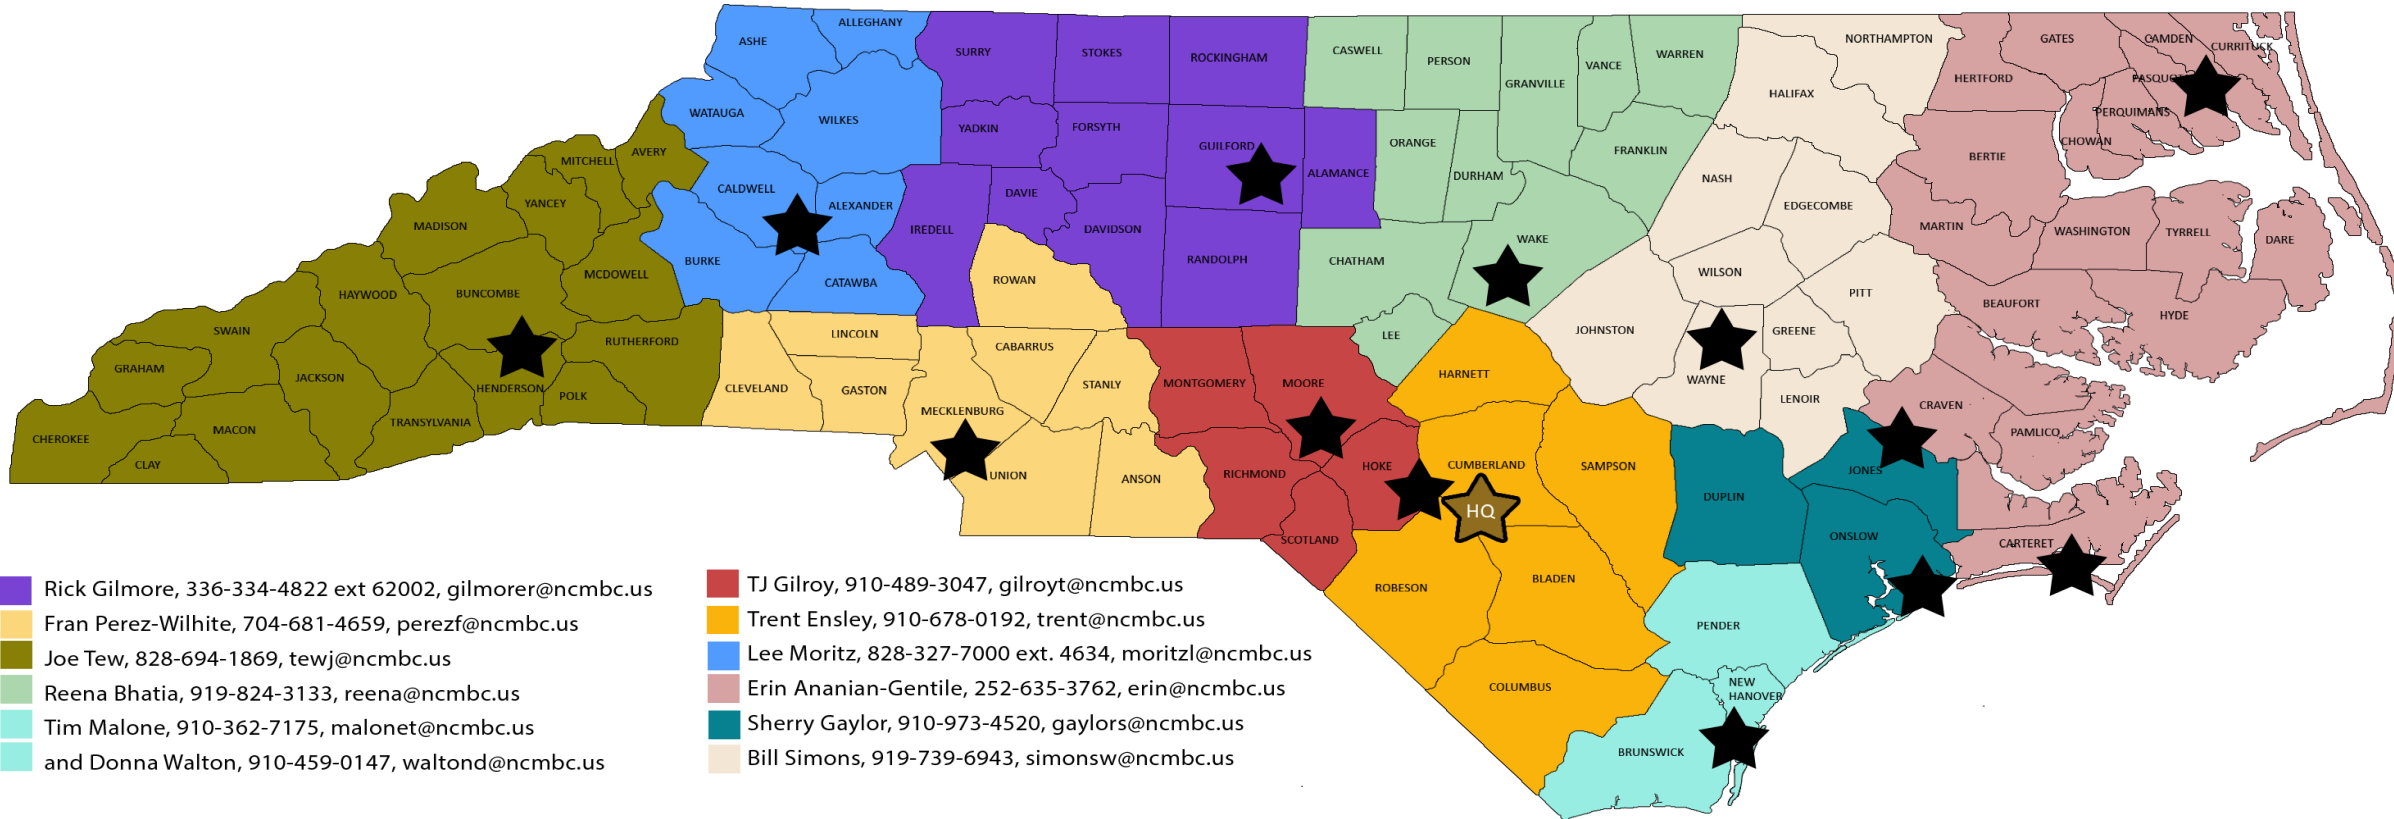 ASHE
ALLEGHANY
SURRY
STOKES
ROCKINGHAM
CASWELL
PERSON
GRANVILLE
VANCE
WARREN
NORTHAMPTON
GATES
CAMDEN
CURRITUCK
HERTFORD
HALIFAX
PERQUIMANS
CHOWAN
WATAUGA
WILKES
YADKIN
FORSYTH
GUILFORD
ALAMANCE
ORANGE
DURHAM
FRANKLIN
NASH
EDGECOMBE
BERTIE
MITCHELL
AVERY
CALDWELL
ALEXANDER
IREDELL
DAVIE
DAVIDSON
RANDOLPH
CHATHAM
WAKE
WILSON
MARTIN
WASHINGTON
TYRRELL
DARE
MADISON
YANCEY
BURKE
CATAWBA
ROWAN
PITT
BEAUFORT
HYDE
SWAIN
HAYWOOD
BUNCOMBE
MCDOWELL
RUTHERFORD
LINCOLN
CABARRUS
LEE
JOHNSTON
GREENE
GRAHAM
JACKSON
HENDERSON
POLK
CLEVELAND
GASTON
MECKLENBURG
STANLY
MONTGOMERY
MOORE
HARNETT
WAYNE
LENOIR
CRAVEN
PAMLICO
CHEROKEE
CLAY
MACON
TRANSYLVANIA
UNION
ANSON
RICHMOND
HOKE
CUMBERLAND
SAMPSON
DUPLIN
JONES
HQ
SCOTLAND
ONSLOW
CARTERET
ROBESON
BLADEN
PENDER
COLUMBUS
NEW
HANOVER
BRUNSWICK
Rick Gilmore, 336-334-4822 ext 62002, gilmorer@ncmbc.us
Fran Perez-Wilhite, 704-681-4659, perezf@ncmbc.us
Joe Tew, 828-694-1869, tewj@ncmbc.us
Reena Bhatia, 919-824-3133, reena@ncmbc.us
Tim Malone, 910-362-7175, malonet@ncmbc.us
and Donna Walton, 910-459-0147, waltond@ncmbc.us
TJ Gilroy, 910-489-3047, gilroyt@ncmbc.us
Trent Ensley, 910-678-0192, trent@ncmbc.us
Lee Moritz, 828-327-7000 ext. 4634, moritzl@ncmbc.us
Erin Ananian-Gentile, 252-635-3762, erin@ncmbc.us
Sherry Gaylor, 910-973-4520, gaylors@ncmbc.us
Bill Simons, 919-739-6943, simonsw@ncmbc.us